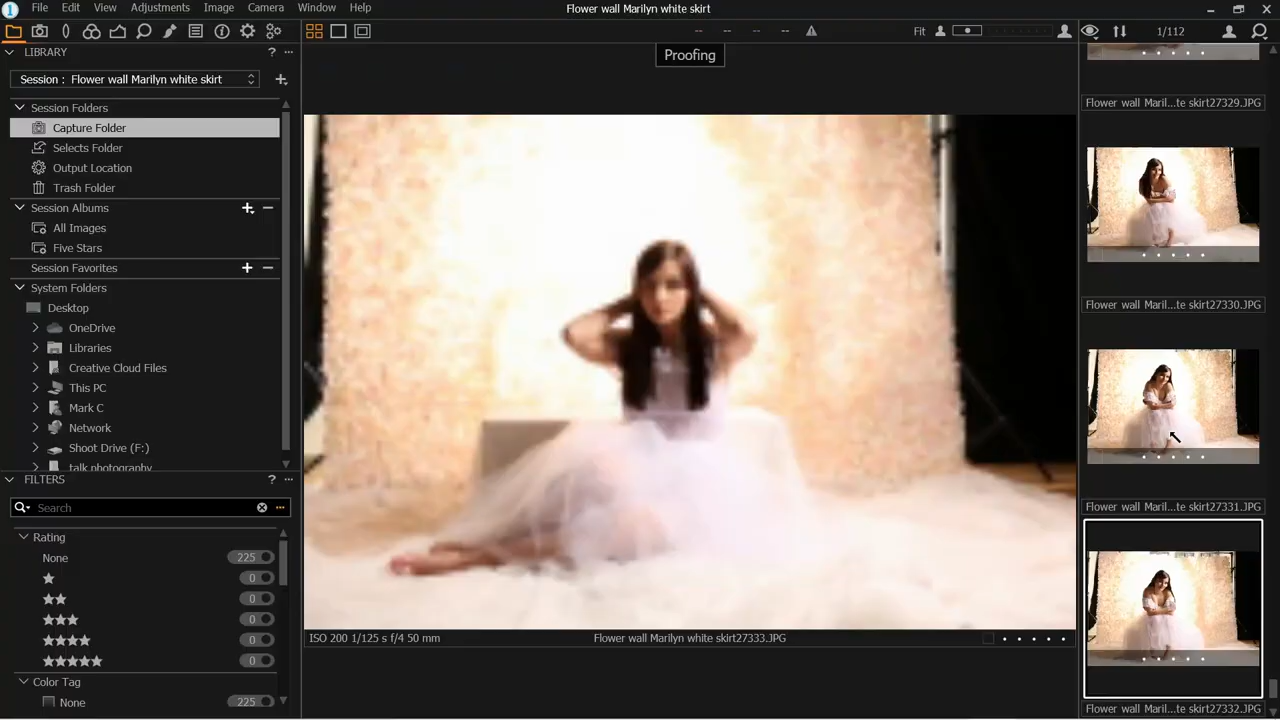 File Edit View Adjustments Image Camera Window Help
Flower wall Marilyn white skirt
-- -- -- --
Fit
1/112
Proofing
LIBRARY ? ...
Session : Flower wall Marilyn white skirt
Session Folders
Capture Folder
Selects Folder
Output Location
Trash Folder
Session Albums
All Images
Five Stars
Session Favorites
System Folders
Desktop
OneDrive
Libraries
Creative Cloud Files
This PC
Mark C
Network
Shoot Drive (F:)
talk photography
FILTERS ? ...
Search
Rating
None 225
0
0
0
0
0
Color Tag
None 225
ISO 200 1/125 s f/4 50 mm
Flower wall Marilyn white skirt27333.JPG
Flower wall Maril...te skirt27329.JPG
Flower wall Maril...te skirt27330.JPG
Flower wall Maril...te skirt27331.JPG
Flower wall Maril...te skirt27332.JPG